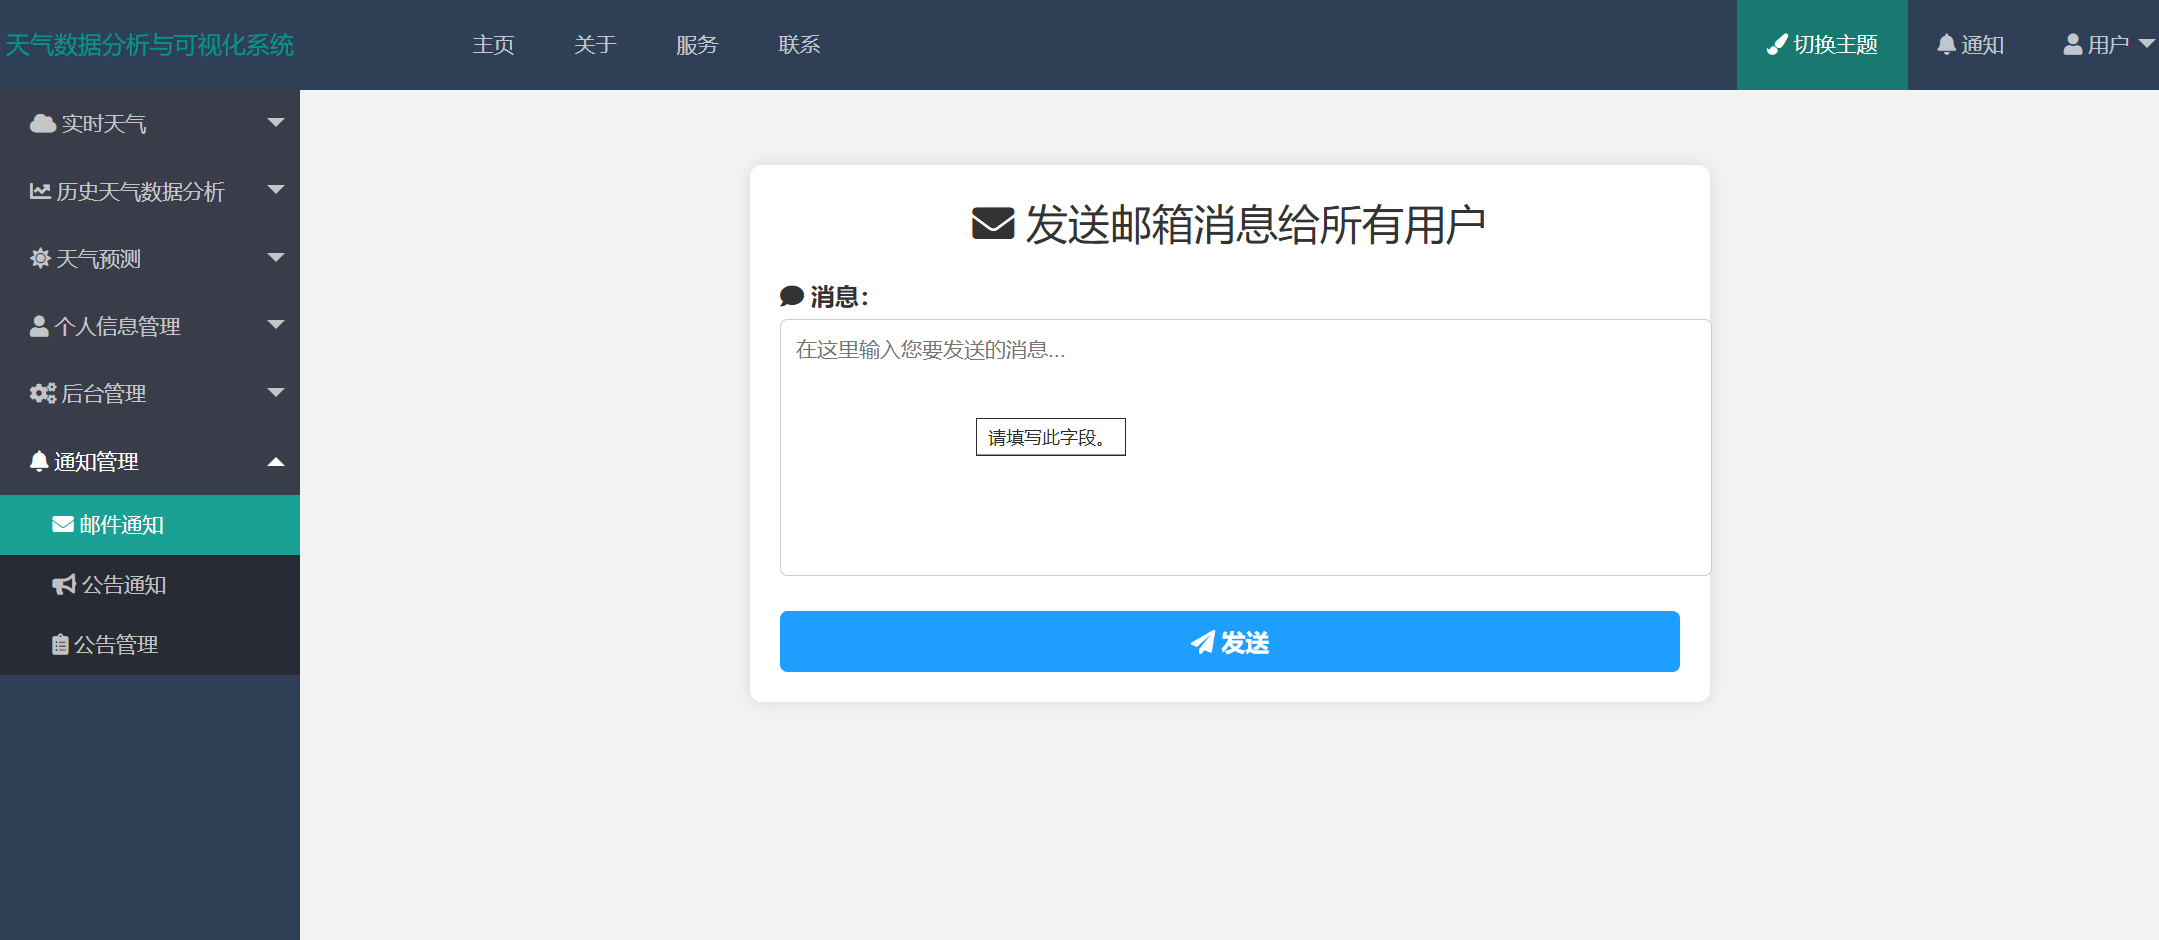 天气数据分析与可视化系统
主页
关于
服务
联系
切换主题
通知
用户
实时天气
历史天气数据分析
天气预测
个人信息管理
后台管理
通知管理
邮件通知
公告通知
公告管理
发送邮箱消息给所有用户
消息：
在这里输入您要发送的消息...
请填写此字段。
发送